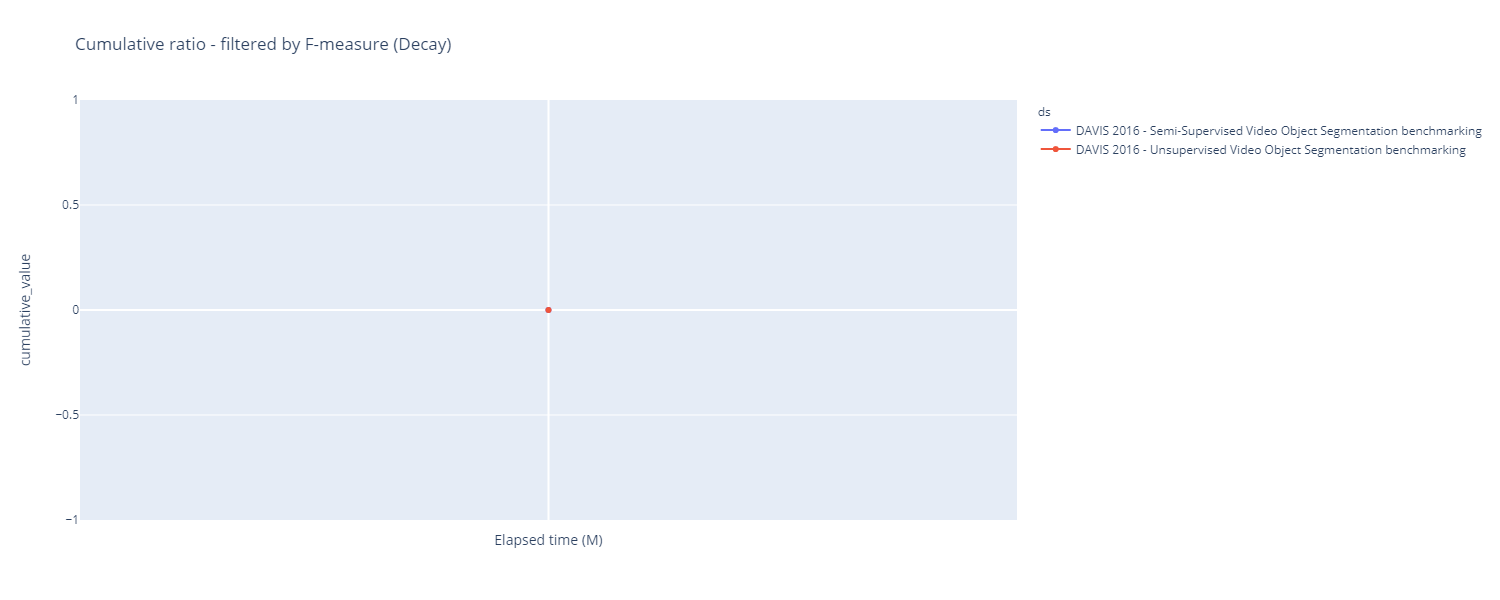 Cumulative ratio - filtered by F-measure (Decay)
1
0.5
0
−0.5
−1
cumulative_value
Elapsed time (M)
ds
DAVIS 2016 - Semi-Supervised Video Object Segmentation benchmarking
DAVIS 2016 - Unsupervised Video Object Segmentation benchmarking